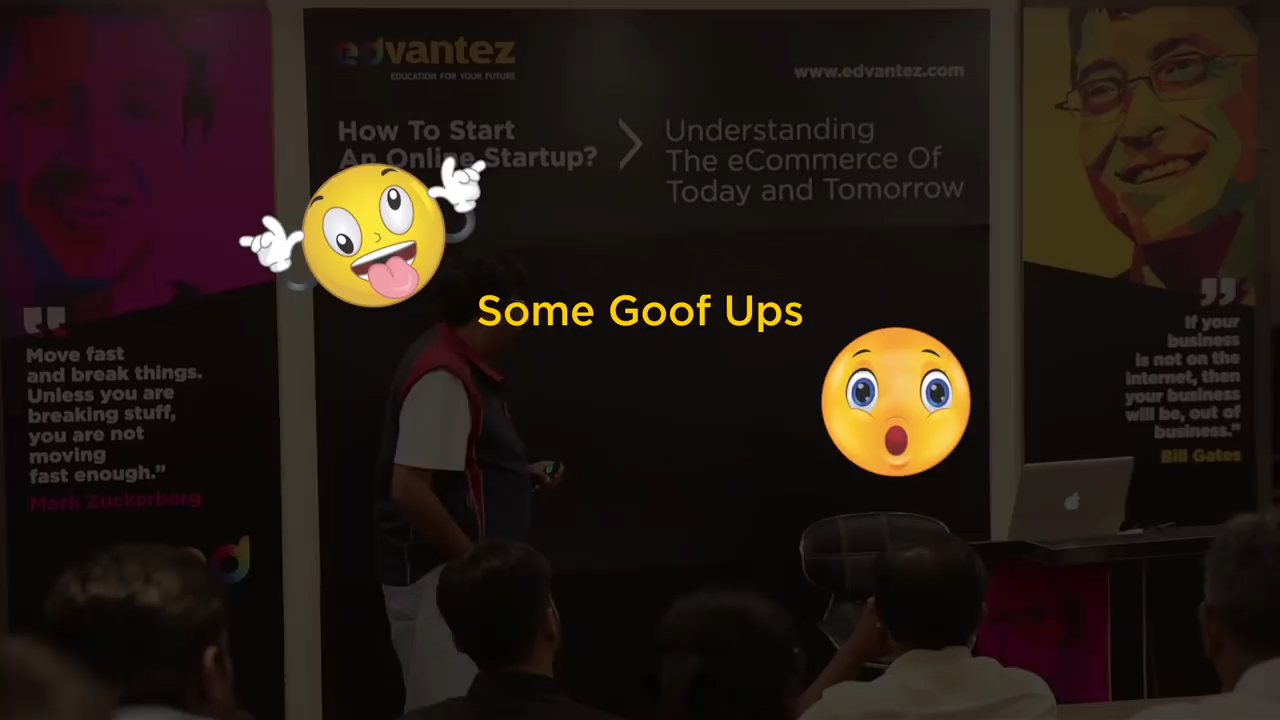 edvantez
EDUCATION FOR YOUR FUTURE
www.edvantez.com
How To Start
An Online Startup?
Understanding
The eCommerce Of
Today and Tomorrow
Some Goof Ups
Move fast
and break things.
Unless you are
breaking stuff,
you are not
moving
fast enough.”
Mark Zuckerberg
If your
business
is not on the
internet, then
your business
will be, out of
business.”
Bill Gates